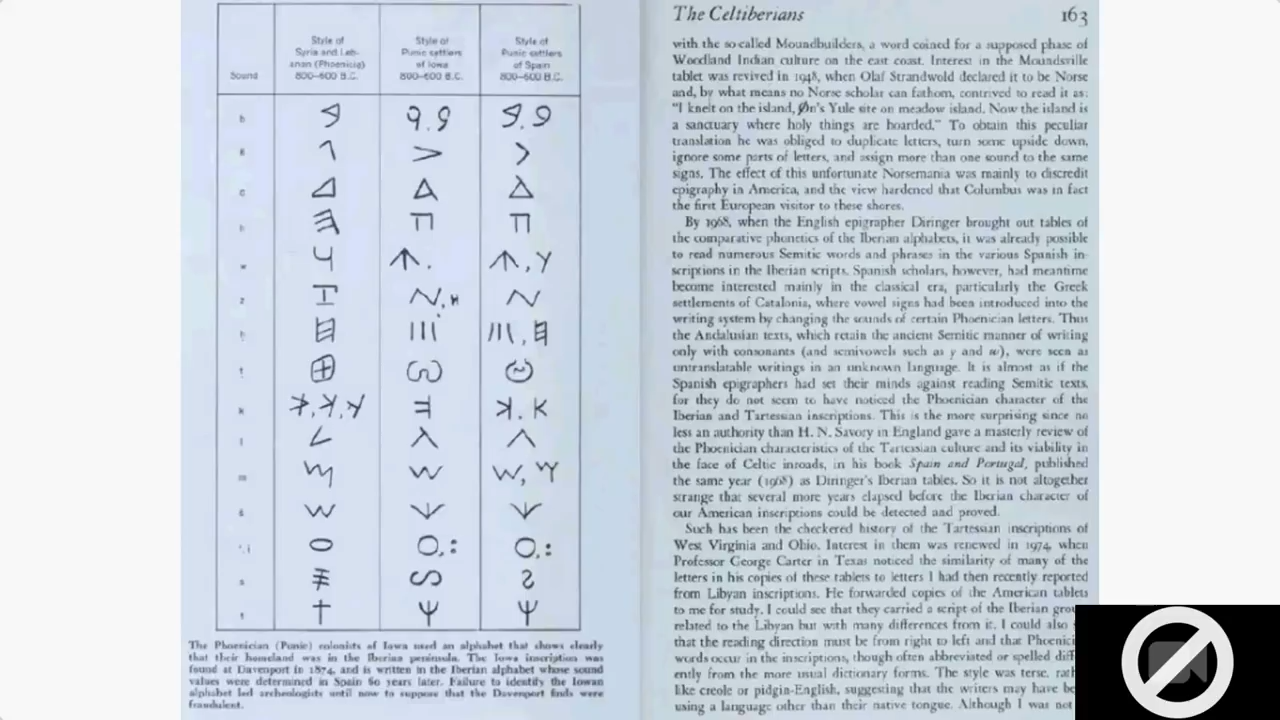 Sound
Style of
Syria and Leb-
anan (Phoenicia)
800–600 B.C.
Style of
Punic settlers
of Iowa
800–600 B.C.
Style of
Punic settlers
of Spain
800–600 B.C.
b
z
t
l
m
s
t
The Phoenician (Punic) colonists of Iowa used an alphabet that shows clearly
that their homeland was in the Iberian peninsula. The Iowa inscription was
found at Davenport in 1874, and is written in the Iberian alphabet whose sound
values were determined in Spain 60 years later. Failure to identify the Iowan
alphabet led archeologists until now to suppose that the Davenport finds were
fraudulent.
The Celtiberians 163
with the so-called Moundbuilders, a word coined for a supposed phase of
Woodland Indian culture on the east coast. Interest in the Moundsville
tablet was revived in 1948, when Olaf Strandwold declared it to be Norse
and, by what means no Norse scholar can fathom, contrived to read it as:
"I knelt on the island, Øn's Yule site on meadow island. Now the island is
a sanctuary where holy things are hoarded." To obtain this peculiar
translation he was obliged to duplicate letters, turn some upside down,
ignore some parts of letters, and assign more than one sound to the same
signs. The effect of this unfortunate Norsemania was mainly to discredit
epigraphy in America, and the view hardened that Columbus was in fact
the first European visitor to these shores.
By 1968, when the English epigrapher Diringer brought out tables of
the comparative phonetics of the Iberian alphabets, it was already possible
to read numerous Semitic words and phrases in the various Spanish in-
scriptions in the Iberian scripts. Spanish scholars, however, had meantime
become interested mainly in the classical era, particularly the Greek
settlements of Catalonia, where vowel signs had been introduced into the
writing system by changing the sounds of certain Phoenician letters. Thus
the Andalusian texts, which retain the ancient Semitic manner of writing
only with consonants (and semivowels such as y and w), were seen as
untranslatable writings in an unknown language. It is almost as if the
Spanish epigraphers had set their minds against reading Semitic texts,
for they do not seem to have noticed the Phoenician character of the
Iberian and Tartessian inscriptions. This is the more surprising since no
less an authority than H. N. Savory in England gave a masterly review of
the Phoenician characteristics of the Tartessian culture and its viability in
the face of Celtic inroads, in his book Spain and Portugal, published
the same year (1968) as Diringer's Iberian tables. So it is not altogether
strange that several more years elapsed before the Iberian character of
our American inscriptions could be detected and proved.
Such has been the checkered history of the Tartessian inscriptions of
West Virginia and Ohio. Interest in them was renewed in 1974, when
Professor George Carter in Texas noticed the similarity of many of the
letters in his copies of these tablets to letters I had then recently reported
from Libyan inscriptions. He forwarded copies of the American tablets
to me for study. I could see that they carried a script of the Iberian grou
related to the Libyan but with many differences from it. I could also
that the reading direction must be from right to left and that Phoenici
words occur in the inscriptions, though often abbreviated or spelled diff
ently from the more usual dictionary forms. The style was terse, rath
like creole or pidgin-English, suggesting that the writers may have be
using a language other than their native tongue. Although I was not